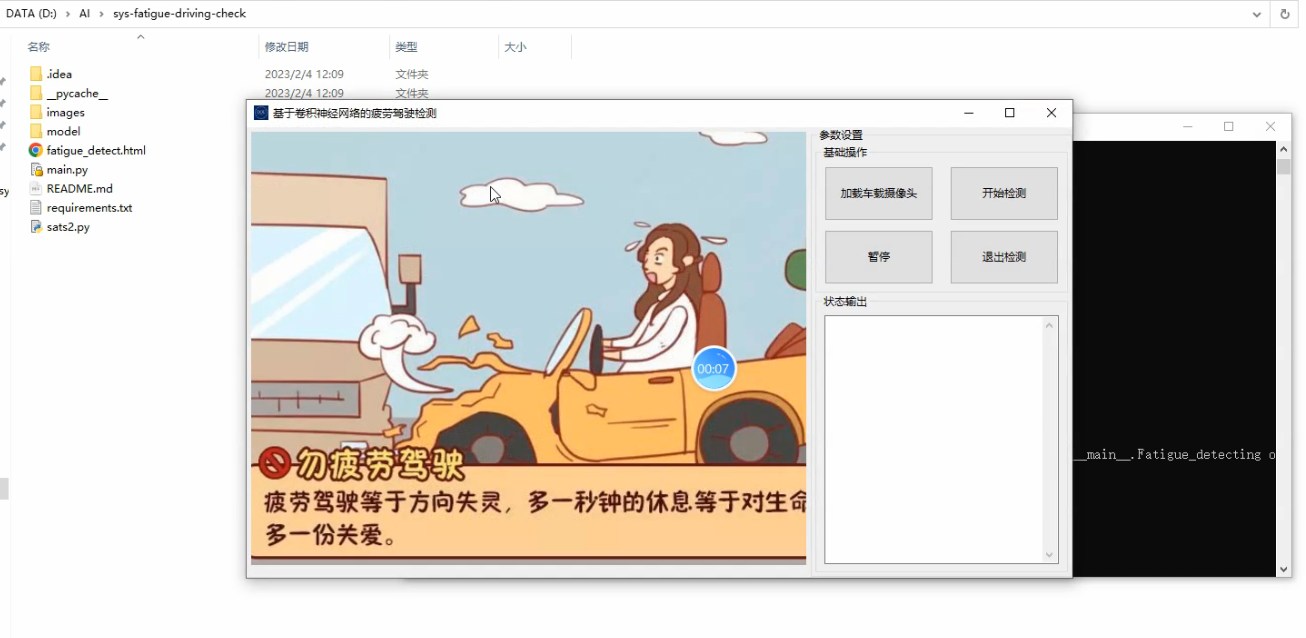 DATA (D:) › AI › sys-fatigue-driving-check
名称
修改日期
类型
大小
.idea
2023/2/4 12:09
文件夹
__pycache__
2023/2/4 12:09
文件夹
images
model
fatigue_detect.html
main.py
README.md
requirements.txt
sats2.py
sy
基于卷积神经网络的疲劳驾驶检测
参数设置
基础操作
加载车载摄像头
开始检测
暂停
退出检测
状态输出
00:07
勿疲劳驾驶
疲劳驾驶等于方向失灵，多一秒钟的休息等于对生命
多一份关爱。
__main__.Fatigue_detecting o